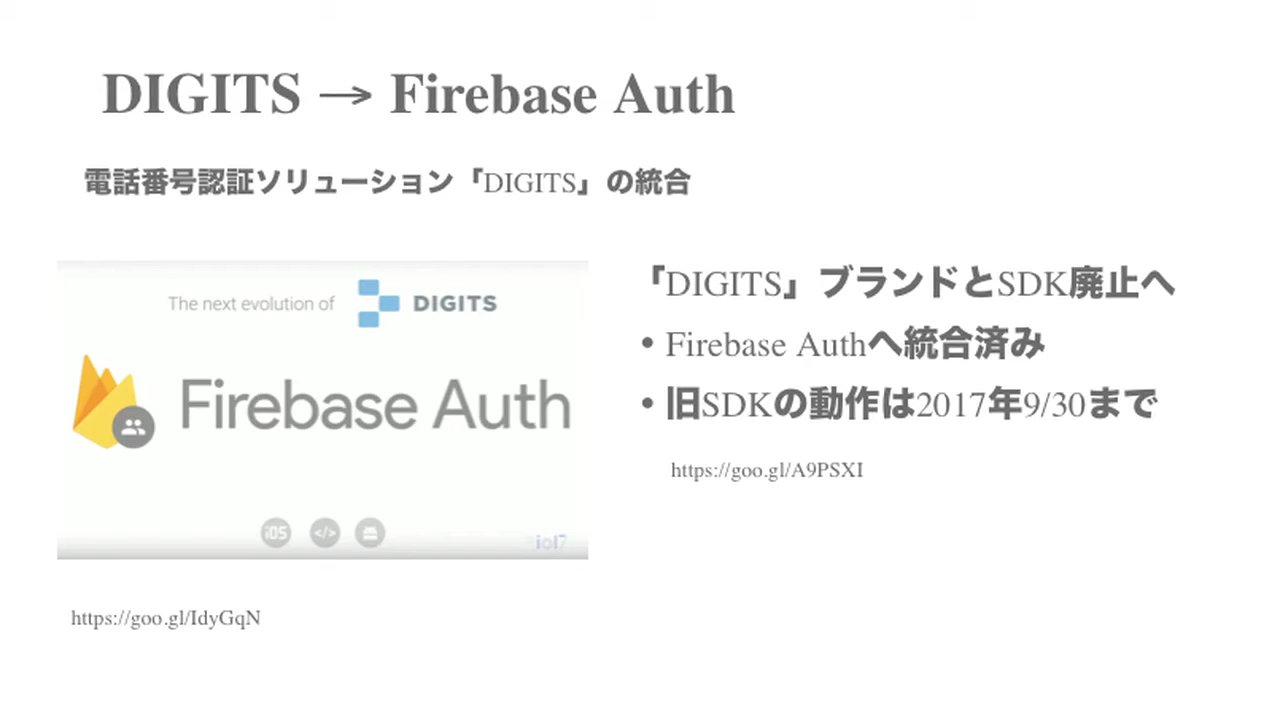 DIGITS → Firebase Auth
電話番号認証ソリューション「DIGITS」の統合
The next evolution of DIGITS
Firebase Auth
iOS </>
io17
https://goo.gl/IdyGqN
「DIGITS」ブランドとSDK廃止へ
• Firebase Authへ統合済み
• 旧SDKの動作は2017年9/30まで
https://goo.gl/A9PSXI